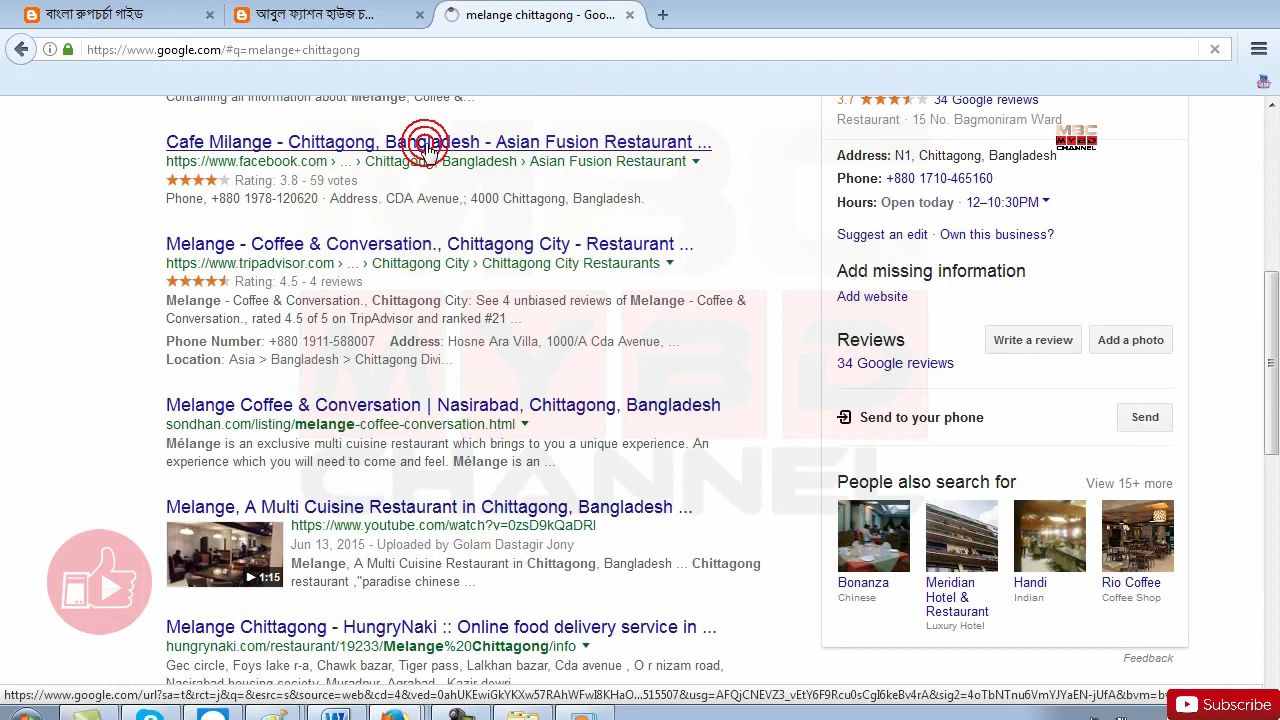 বাংলা রুপচর্চা গাইড
আবুল ফ্যাশন হাউজ চ...
melange chittagong - Goo...
https://www.google.com/#q=melange+chittagong
Containing all information about Melange, Coffee &...
Cafe Milange - Chittagong, Bangladesh - Asian Fusion Restaurant ...
https://www.facebook.com › ... › Chittagong, Bangladesh › Asian Fusion Restaurant
Rating: 3.8 - 59 votes
Phone, +880 1978-120620 · Address. CDA Avenue,; 4000 Chittagong, Bangladesh.
Melange - Coffee & Conversation., Chittagong City - Restaurant ...
https://www.tripadvisor.com › ... › Chittagong City › Chittagong City Restaurants
Rating: 4.5 - 4 reviews
Melange - Coffee & Conversation., Chittagong City: See 4 unbiased reviews of Melange - Coffee &
Conversation., rated 4.5 of 5 on TripAdvisor and ranked #21 ...
Phone Number: +880 1911-588007 Address: Hosne Ara Villa, 1000/A Cda Avenue, ...
Location: Asia > Bangladesh > Chittagong Divi...
Melange Coffee & Conversation | Nasirabad, Chittagong, Bangladesh
sondhan.com/listing/melange-coffee-conversation.html
Mélange is an exclusive multi cuisine restaurant which brings to you a unique experience. An
experience which you will need to come and feel. Mélange is an ...
Melange, A Multi Cuisine Restaurant in Chittagong, Bangladesh ...
https://www.youtube.com/watch?v=0zsD9kQaDRI
Jun 13, 2015 - Uploaded by Golam Dastagir Jony
Melange, A Multi Cuisine Restaurant in Chittagong, Bangladesh ... Chittagong
restaurant ,"paradise chinese ...
1:15
Melange Chittagong - HungryNaki :: Online food delivery service in ...
hungrynaki.com/restaurant/19233/Melange%20Chittagong/info
Gec circle, Foys lake r-a, Chawk bazar, Tiger pass, Lalkhan bazar, Cda avenue , O r nizam road,
Nasirabad housing society, Muradpur, Agrabad , Kazir dewri
3.7 34 Google reviews
Restaurant · 15 No. Bagmoniram Ward
MBC
MYBD
CHANNEL
Address: N1, Chittagong, Bangladesh
Phone: +880 1710-465160
Hours: Open today · 12–10:30PM
Suggest an edit · Own this business?
Add missing information
Add website
Reviews
Write a review
Add a photo
34 Google reviews
Send to your phone
Send
People also search for
View 15+ more
Bonanza
Chinese
Meridian
Hotel &
Restaurant
Luxury Hotel
Handi
Indian
Rio Coffee
Coffee Shop
Feedback
MBC
MYBD
CHANNEL
Subscribe